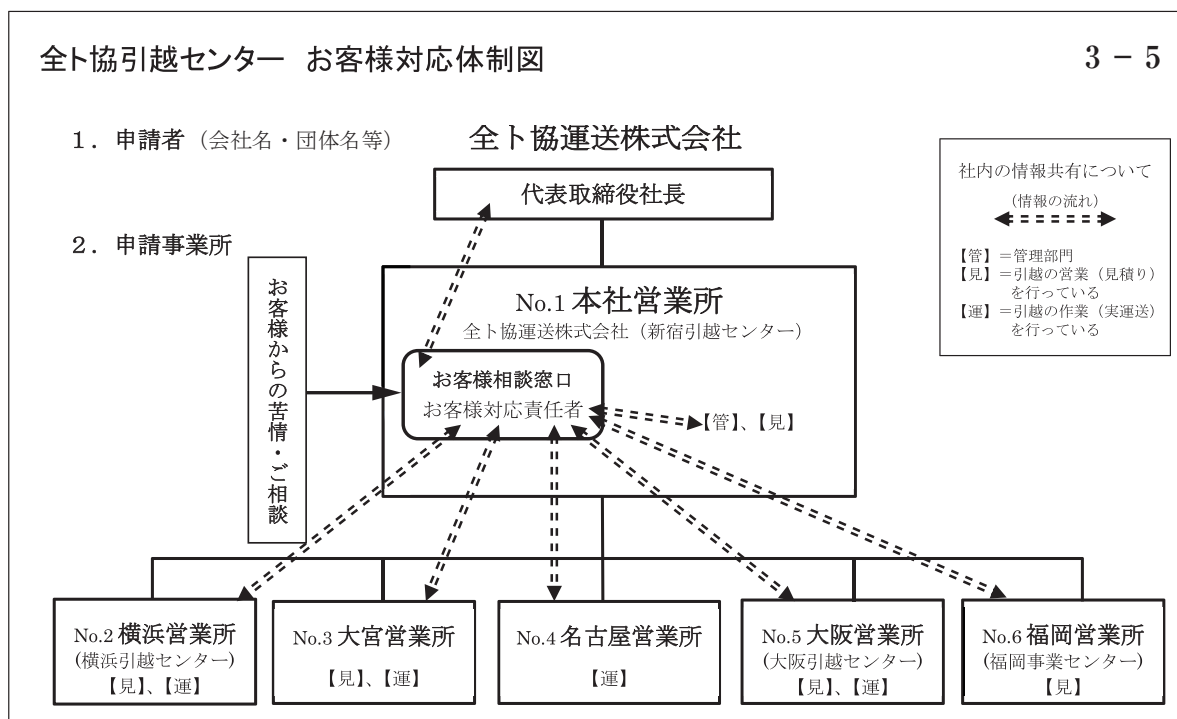 全ト協引越センター お客様対応体制図
3－5
1．申請者（会社名・団体名等）
全ト協運送株式会社
社内の情報共有について
(情報の流れ)
【管】＝管理部門
【見】＝引越の営業（見積り）
を行っている
【運】＝引越の作業（実運送）
を行っている
代表取締役社長
2．申請事業所
お客様からの苦情・ご相談
No.1 本社営業所
全ト協運送株式会社（新宿引越センター）
お客様相談窓口
お客様対応責任者
【管】、【見】
No.2 横浜営業所
(横浜引越センター)
【見】、【運】
No.3 大宮営業所
【見】、【運】
No.4 名古屋営業所
【運】
No.5 大阪営業所
(大阪引越センター)
【見】、【運】
No.6 福岡営業所
(福岡事業センター)
【見】